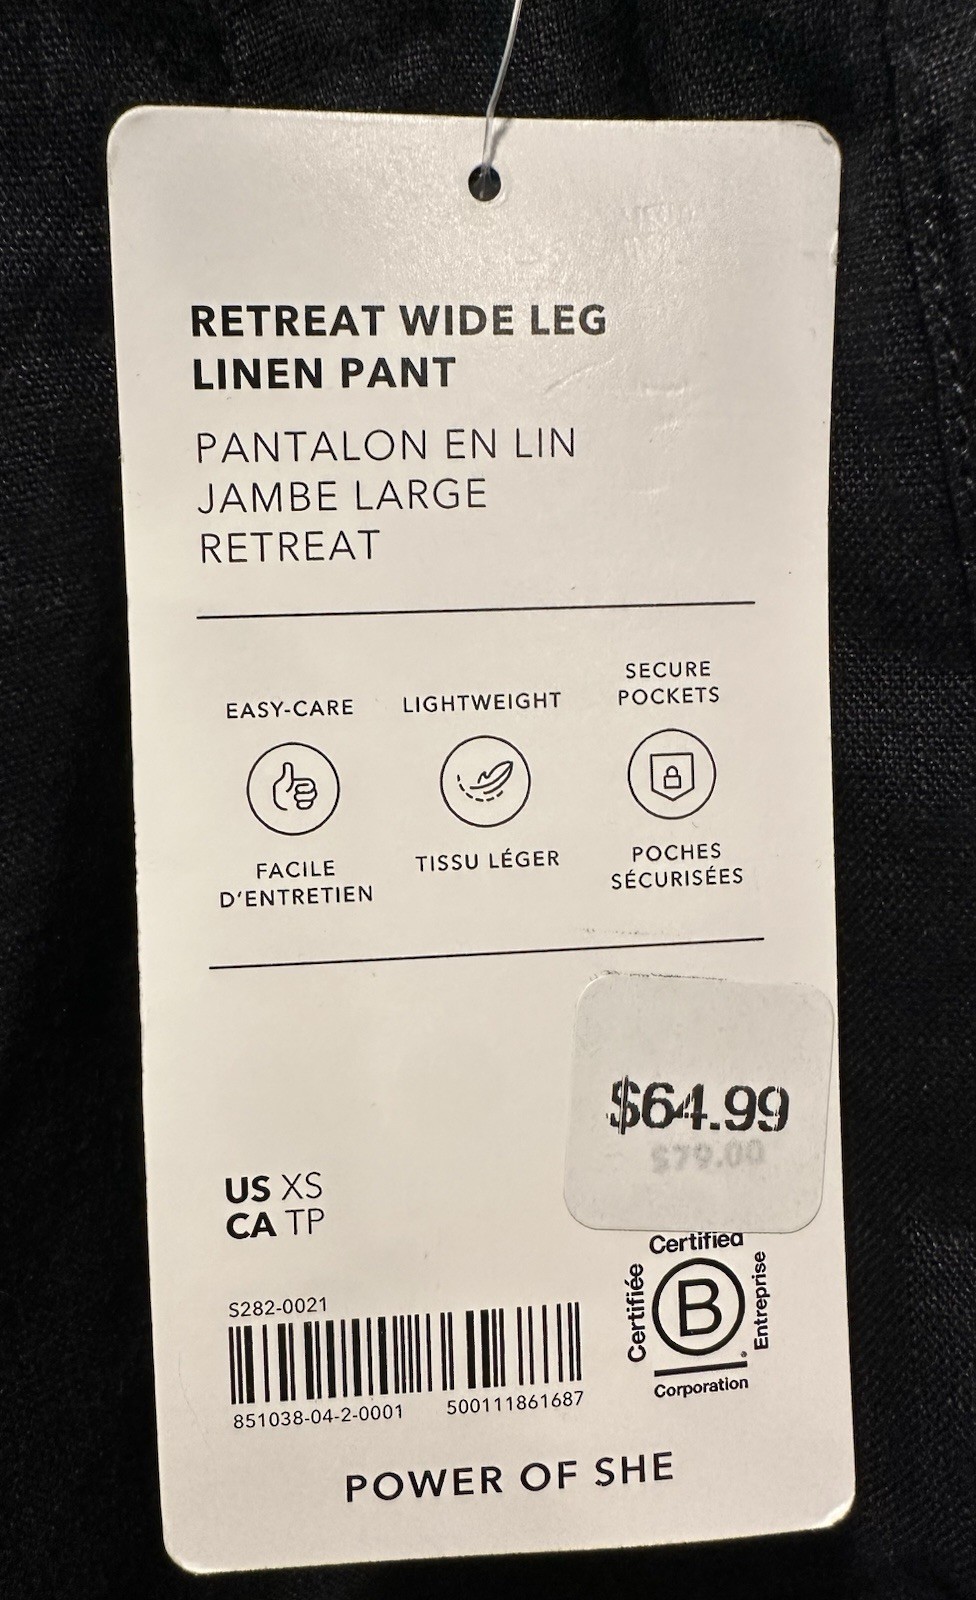 RETREAT WIDE LEG
LINEN PANT
PANTALON EN LIN
JAMBE LARGE
RETREAT
EASY-CARE
FACILE
D'ENTRETIEN
LIGHTWEIGHT
TISSU LÉGER
SECURE
POCKETS
POCHES
SÉCURISÉES
$64.99
$79.00
US XS
CA TP
S282-0021
851038-04-2-0001 500111861687
Certified
Certifiée
B
Entreprise
Corporation
POWER OF SHE